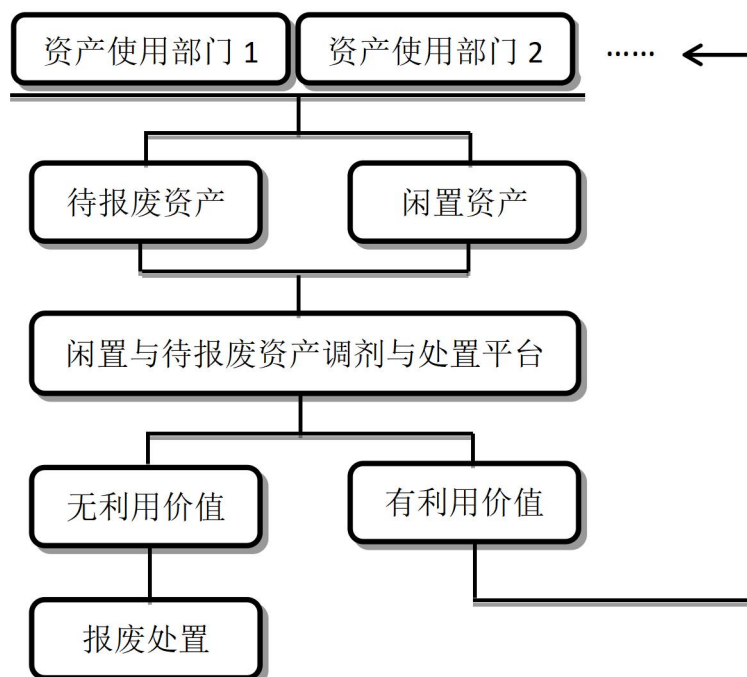 资产使用部门 1 资产使用部门 2 ……
待报废资产 闲置资产
闲置与待报废资产调剂与处置平台
无利用价值 有利用价值
报废处置